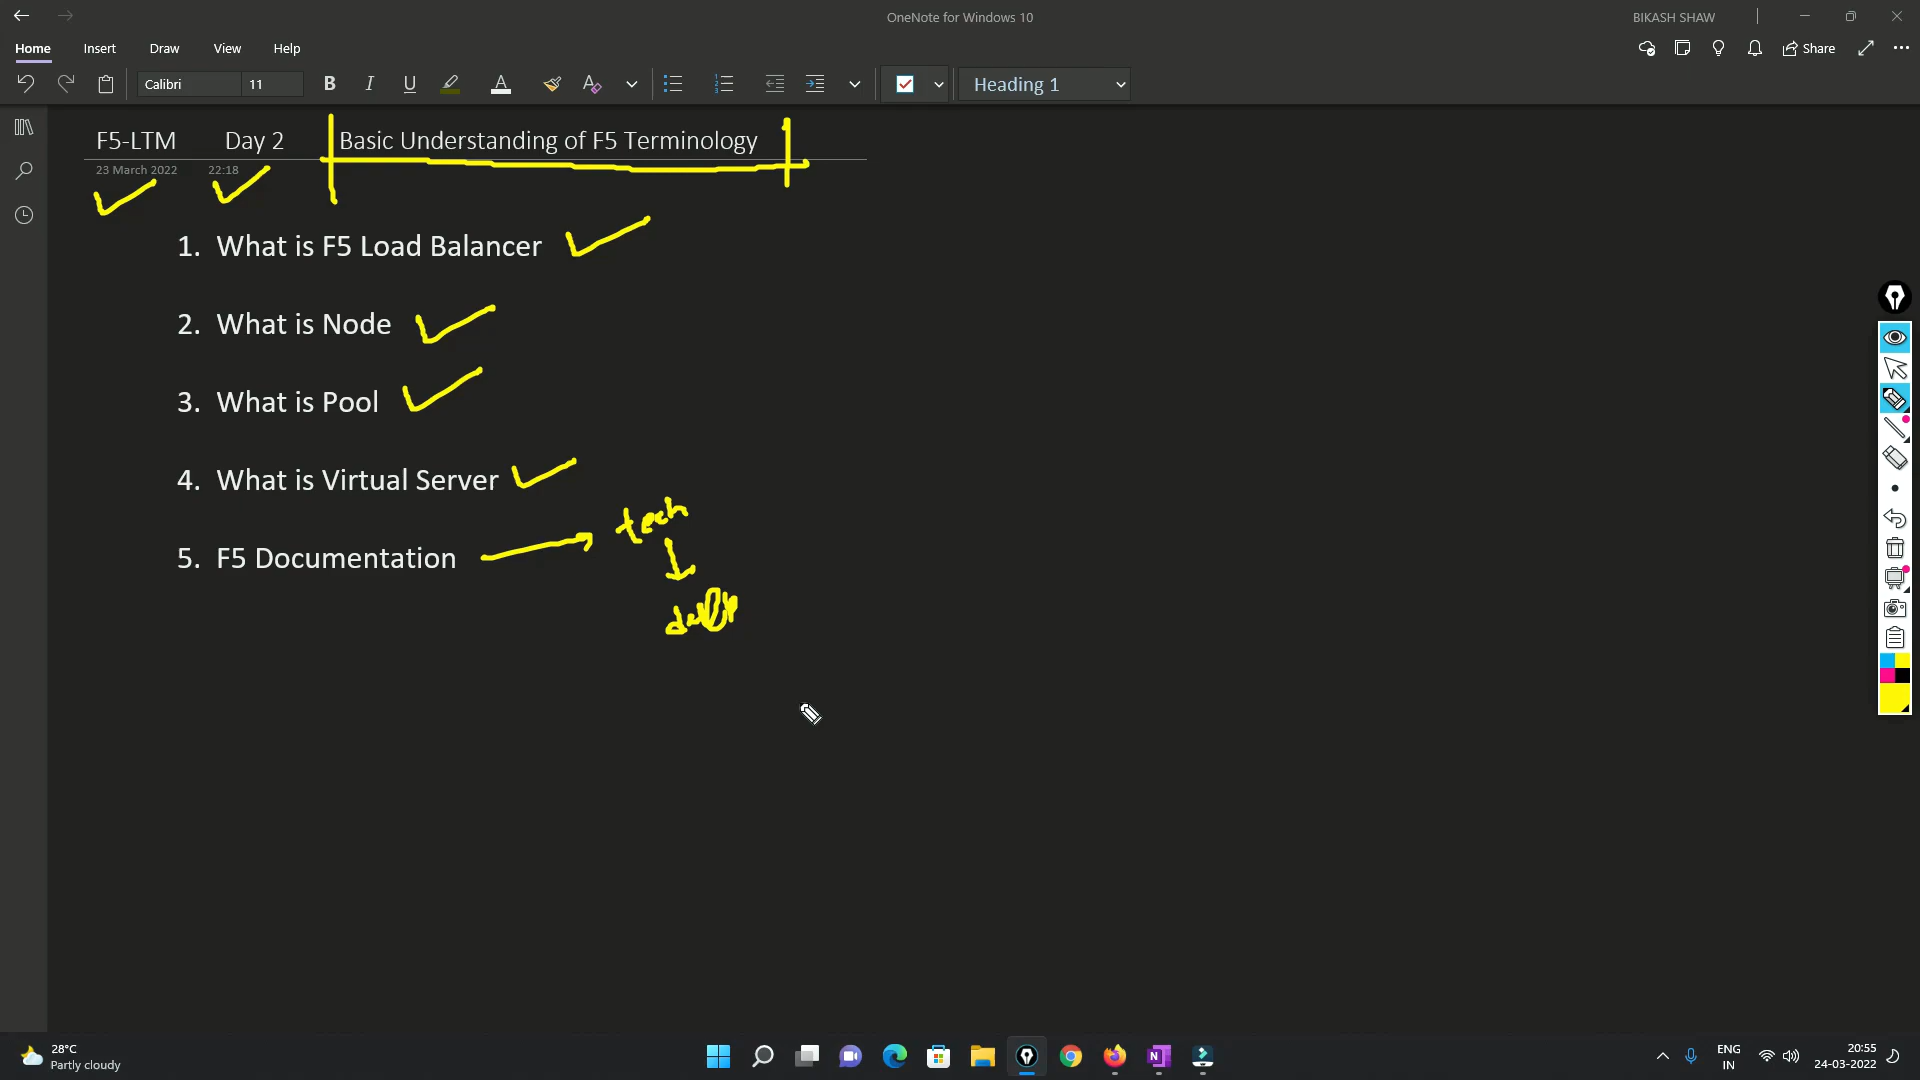 OneNote for Windows 10
BIKASH SHAW
Home Insert Draw View Help
Share
Calibri 11 B I U A A Heading 1
F5-LTM Day 2 Basic Understanding of F5 Terminology
23 March 2022 22:18
1. What is F5 Load Balancer
2. What is Node
3. What is Pool
4. What is Virtual Server
tech
5. F5 Documentation
28°C
Partly cloudy
ENG
IN
20:55
24-03-2022